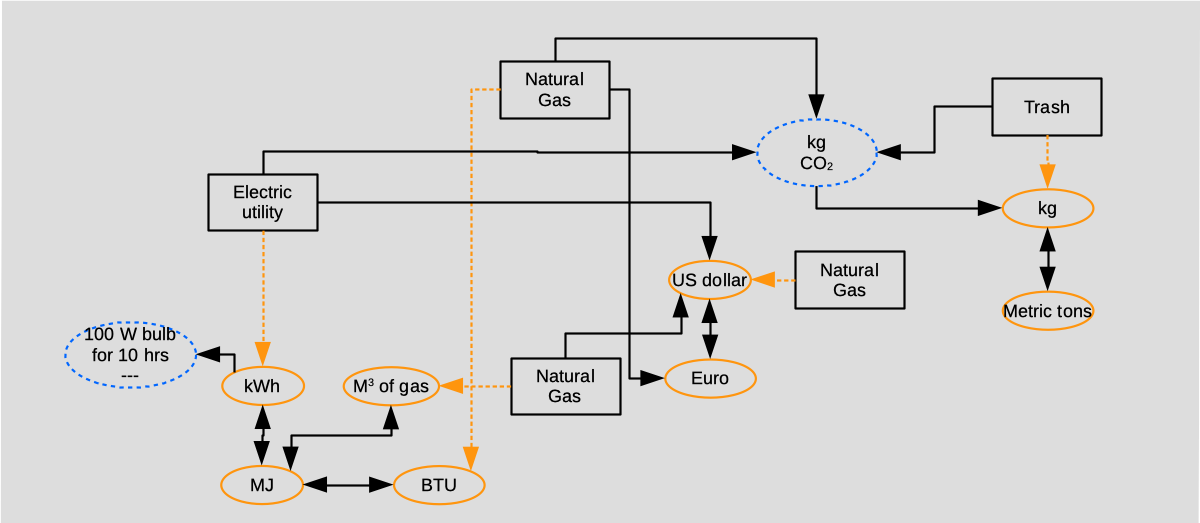 Natural
Gas
Trash
kg
CO₂
Electric
utility
kg
US dollar
Natural
Gas
Metric tons
100 W bulb
for 10 hrs
---
kWh
M³ of gas
Natural
Gas
Euro
MJ
BTU